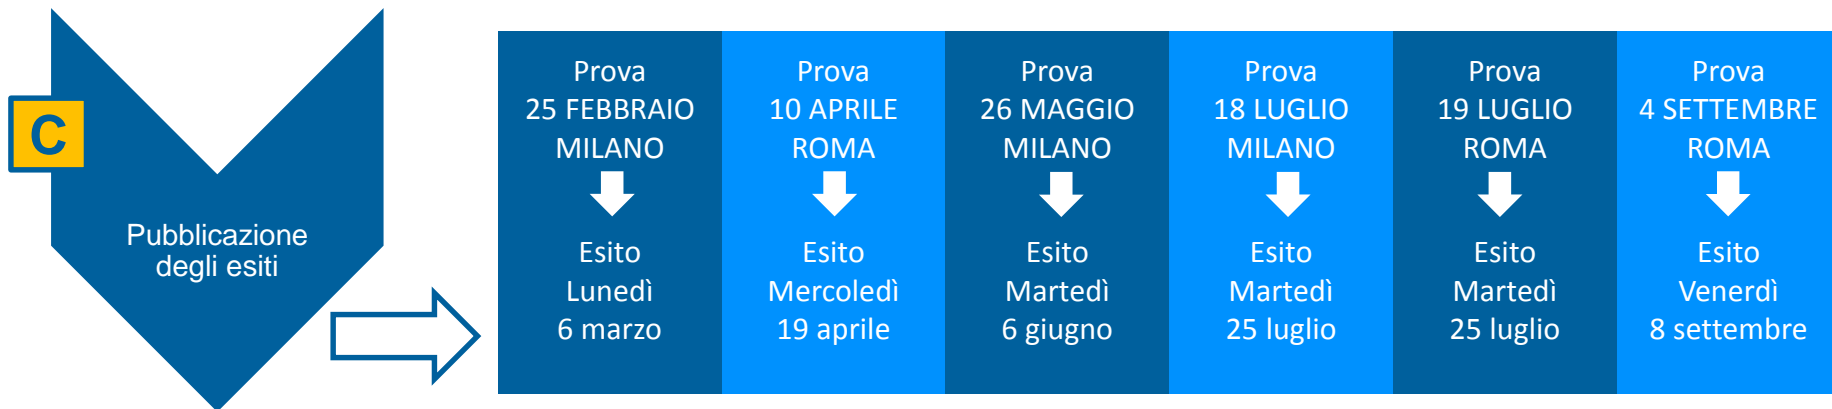 C
Pubblicazione
degli esiti
Prova
25 FEBBRAIO
MILANO
Esito
Lunedì
6 marzo
Prova
10 APRILE
ROMA
Esito
Mercoledì
19 aprile
Prova
26 MAGGIO
MILANO
Esito
Martedì
6 giugno
Prova
18 LUGLIO
MILANO
Esito
Martedì
25 luglio
Prova
19 LUGLIO
ROMA
Esito
Martedì
25 luglio
Prova
4 SETTEMBRE
ROMA
Esito
Venerdì
8 settembre